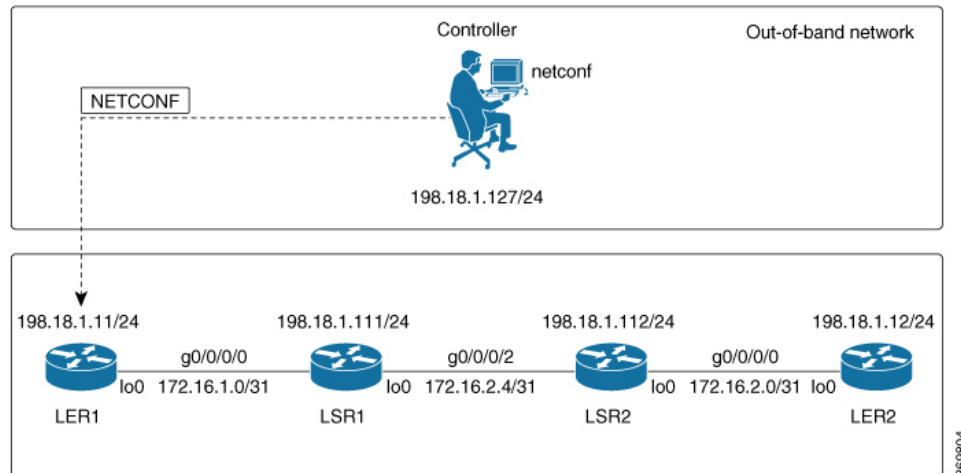 Controller
Out-of-band network
netconf
NETCONF
198.18.1.127/24
198.18.1.11/24
198.18.1.111/24
198.18.1.112/24
198.18.1.12/24
g0/0/0/0
g0/0/0/2
g0/0/0/0
lo0
172.16.1.0/31
lo0
172.16.2.4/31
lo0
172.16.2.0/31
lo0
LER1
LSR1
LSR2
LER2